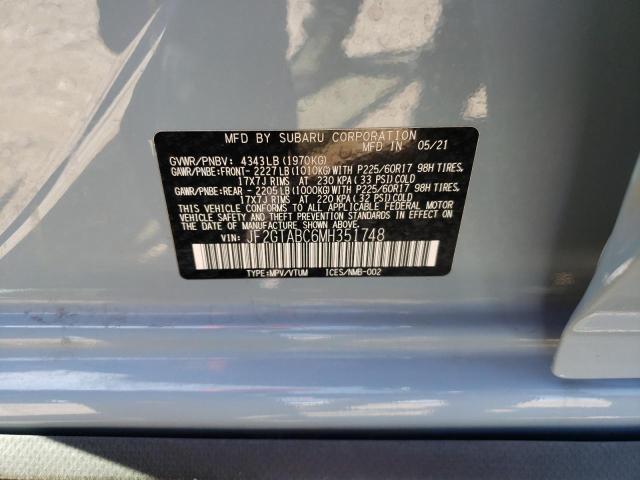 MFD BY SUBARU CORPORATION
MFD IN 05/21
GVWR/PNBV: 4343LB(1970KG)
GAWR/PNBE:FRONT- 2227LB(1010KG)WITH P225/60R17 98H TIRES,
17X7J RIMS AT 230 KPA(33 PSI)COLD
GAWR/PNBE:REAR - 2205LB(1000KG)WITH P225/60R17 98H TIRES,
17X7J RIMS AT 220 KPA(32 PSI)COLD
THIS VEHICLE CONFORMS TO ALL APPLICABLE FEDERAL MOTOR
VEHICLE SAFETY, BUMPER, AND THEFT PREVENTION STANDARDS
IN EFFECT ON THE DATE OF MANUFACTURE SHOWN ABOVE.
VIN: JF2GTABC6MH351748
TYPE:MPV/VTUM ICES/NMB-002